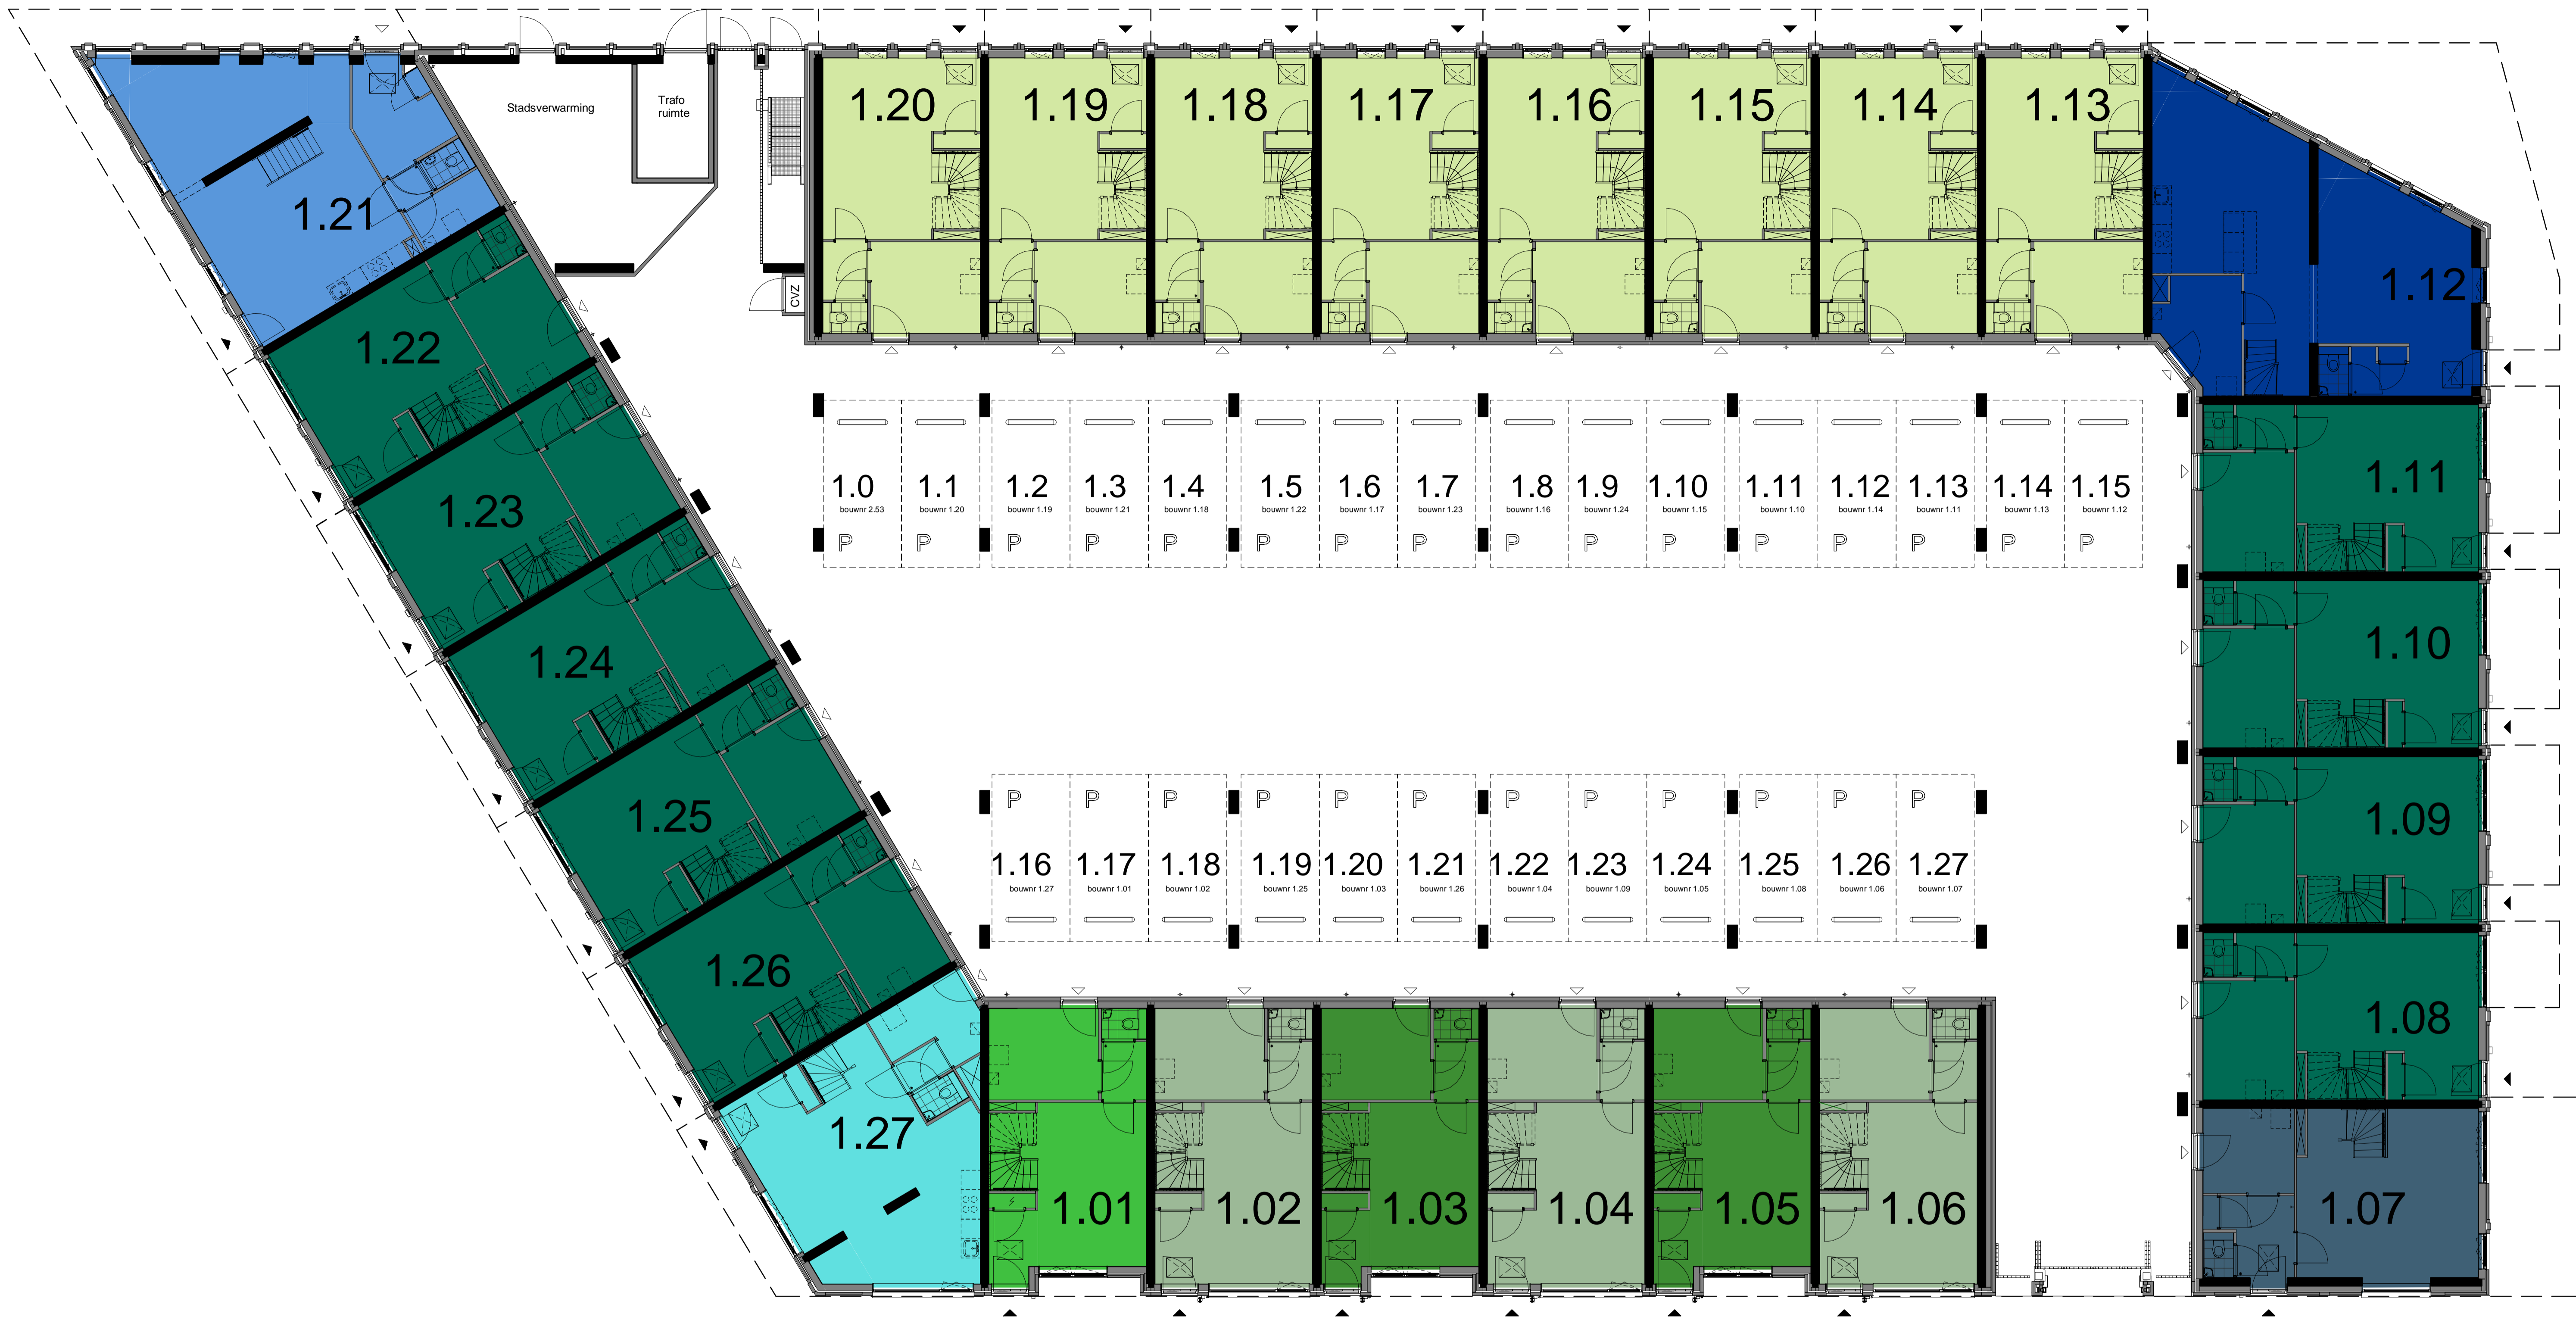 Stadsverwarming
Trafo
ruimte
1.20
1.19
1.18
1.17
1.16
1.15
1.14
1.13
1.21
1.12
CVZ
1.22
1.11
1.23
1.0
bouwnr 2.53
P
1.1
bouwnr 1.20
P
1.2
bouwnr 1.19
P
1.3
bouwnr 1.21
P
1.4
bouwnr 1.18
P
1.5
bouwnr 1.22
P
1.6
bouwnr 1.17
P
1.7
bouwnr 1.23
P
1.8
bouwnr 1.16
P
1.9
bouwnr 1.24
P
1.10
bouwnr 1.15
P
1.11
bouwnr 1.10
P
1.12
bouwnr 1.14
P
1.13
bouwnr 1.11
P
1.14
bouwnr 1.13
P
1.15
bouwnr 1.12
P
1.24
1.10
1.25
1.09
P
1.16
bouwnr 1.27
P
1.17
bouwnr 1.01
P
1.18
bouwnr 1.02
P
1.19
bouwnr 1.25
P
1.20
bouwnr 1.03
P
1.21
bouwnr 1.26
P
1.22
bouwnr 1.04
P
1.23
bouwnr 1.09
P
1.24
bouwnr 1.05
P
1.25
bouwnr 1.08
P
1.26
bouwnr 1.06
P
1.27
bouwnr 1.07
1.26
1.08
1.27
1.01
1.02
1.03
1.04
1.05
1.06
1.07